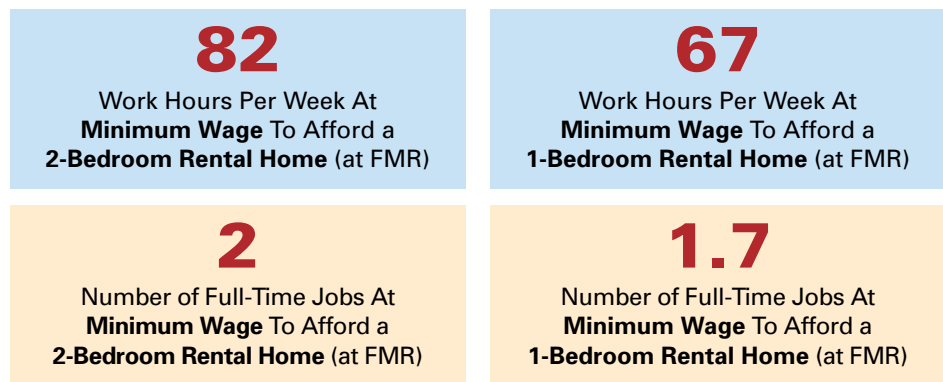 82
Work Hours Per Week At
Minimum Wage To Afford a
2-Bedroom Rental Home (at FMR)
67
Work Hours Per Week At
Minimum Wage To Afford a
1-Bedroom Rental Home (at FMR)
2
Number of Full-Time Jobs At
Minimum Wage To Afford a
2-Bedroom Rental Home (at FMR)
1.7
Number of Full-Time Jobs At
Minimum Wage To Afford a
1-Bedroom Rental Home (at FMR)